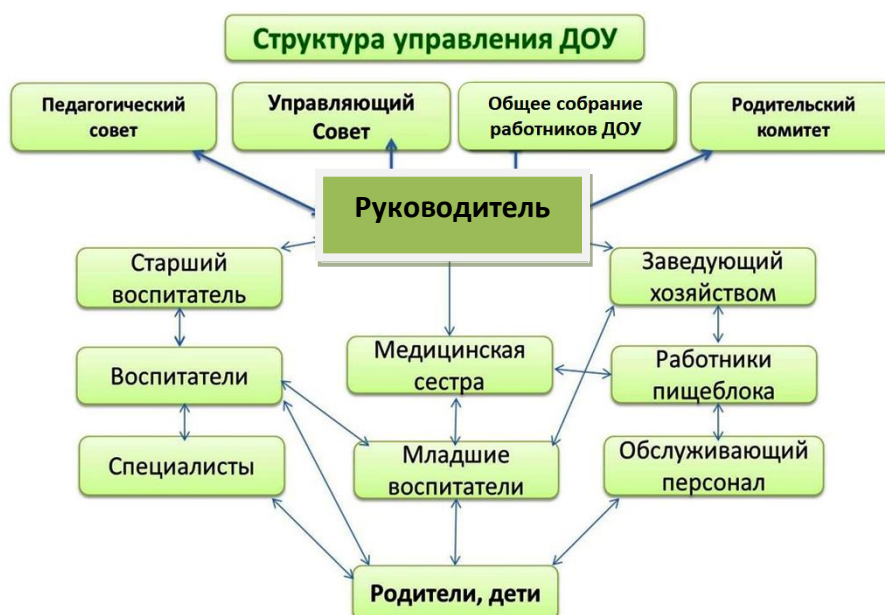 Структура управления ДОУ
Педагогический
совет
Управляющий
Совет
Общее собрание
работников ДОУ
Родительский
комитет
Руководитель
Старший
воспитатель
Заведующий
хозяйством
Медицинская
сестра
Воспитатели
Работники
пищеблока
Специалисты
Младшие
воспитатели
Обслуживающий
персонал
Родители, дети